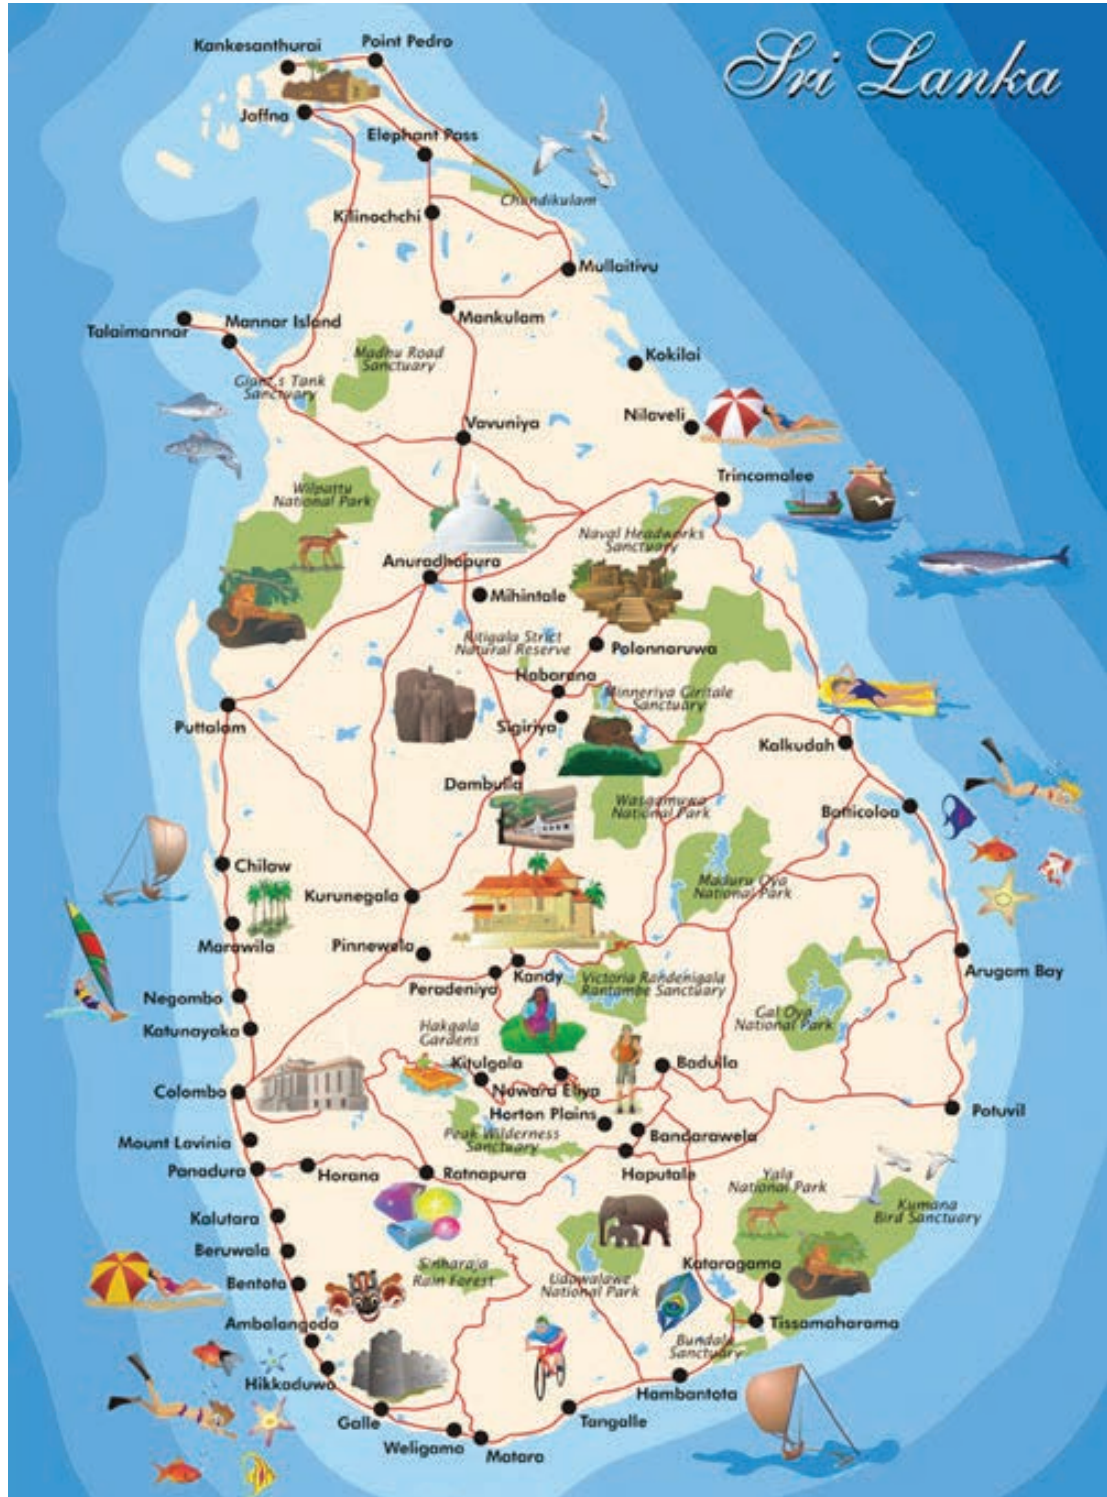 Sri Lanka
Kankesanthurai
Point Pedro
Jaffna
Elephant Pass
Chundikulam
Kilinochchi
Mullaitivu
Mankulam
Talaimannar
Mannar Island
Madhu Road
Sanctuary
Giant,s Tank
Sanctuary
Kokilai
Nilaveli
Vavuniya
Trincomalee
Wilpattu
National Park
Naval Headworks
Sanctuary
Anuradhapura
Mihintale
Ritigala Strict
Natural Reserve
Polonnaruwa
Habarana
Minneriya Giritale
Sanctuary
Puttalam
Sigiriya
Kalkudah
Dambulla
Wasgamuwa
National Park
Batticoloa
Chilaw
Maduru Oya
National Park
Kurunegala
Marawila
Pinnewela
Kandy
Arugam Bay
Peradeniya
Victoria Randenigala
Rantambe Sanctuary
Negombo
Gal Oya
National Park
Katunayaka
Hakgala
Gardens
Kitulgala
Badulla
Colombo
Nuwara Eliya
Horton Plains
Potuvil
Mount Lavinia
Peak Wilderness
Sanctuary
Bandarawela
Panadura
Horana
Ratnapura
Haputale
Yala
National Park
Kumana
Bird Sanctuary
Kalutara
Beruwala
Sinharaja
Rain Forest
Udawalawe
National Park
Kataragama
Bentota
Ambalangoda
Tissamaharama
Bundala
Sanctuary
Hikkaduwa
Hambantota
Galle
Tangalle
Weligama
Matara